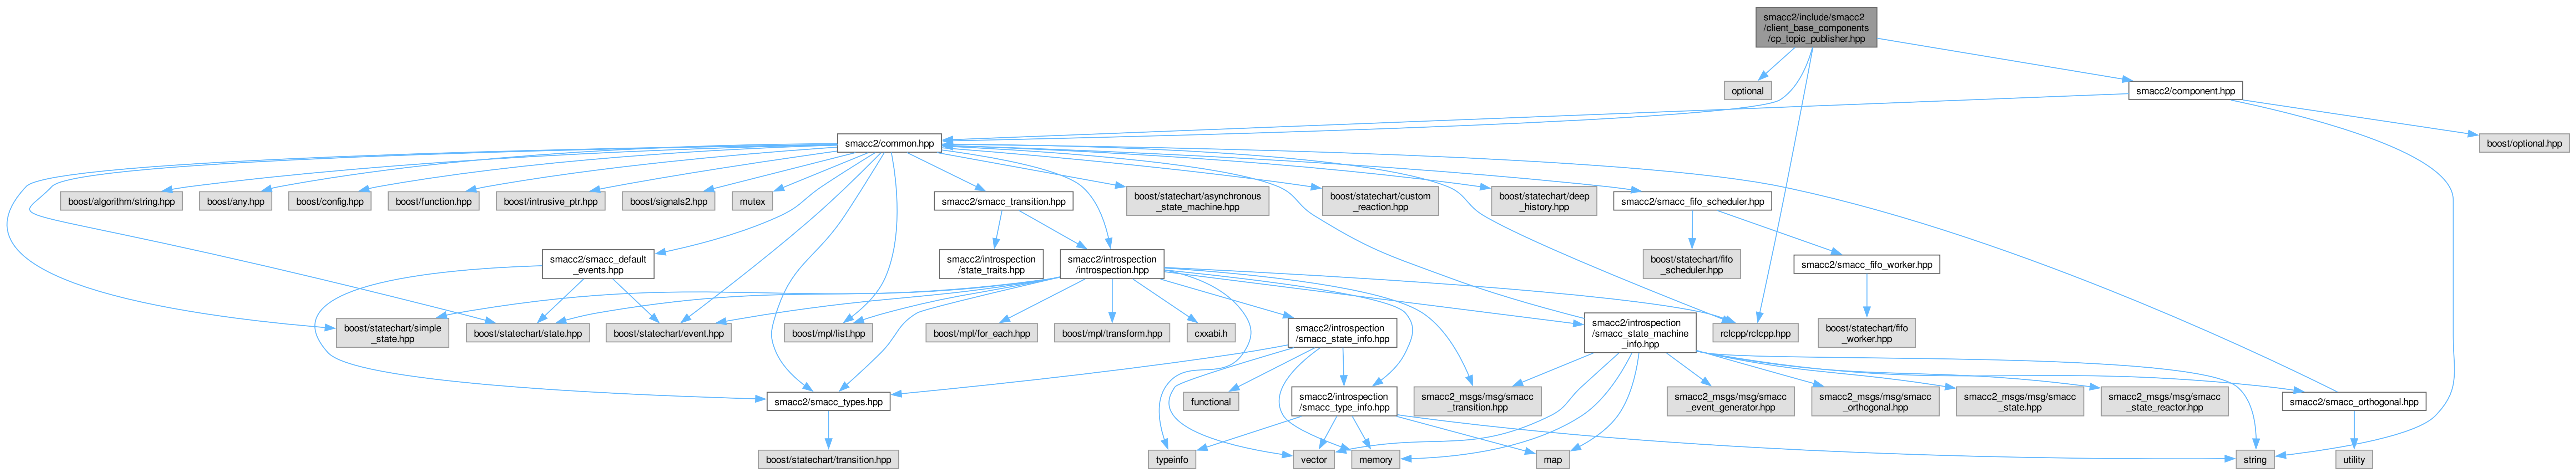 smacc2/include/smacc2
/client_base_components
/cp_topic_publisher.hpp
optional
smacc2/component.hpp
smacc2/common.hpp
boost/optional.hpp
boost/algorithm/string.hpp
boost/any.hpp
boost/config.hpp
boost/function.hpp
boost/intrusive_ptr.hpp
boost/signals2.hpp
mutex
smacc2/smacc_transition.hpp
boost/statechart/asynchronous
_state_machine.hpp
boost/statechart/custom
_reaction.hpp
boost/statechart/deep
_history.hpp
smacc2/smacc_fifo_scheduler.hpp
smacc2/smacc_default
_events.hpp
smacc2/introspection
/state_traits.hpp
smacc2/introspection
/introspection.hpp
boost/statechart/fifo
_scheduler.hpp
smacc2/smacc_fifo_worker.hpp
boost/statechart/simple
_state.hpp
boost/statechart/state.hpp
boost/statechart/event.hpp
boost/mpl/list.hpp
boost/mpl/for_each.hpp
boost/mpl/transform.hpp
cxxabi.h
smacc2/introspection
/smacc_state_info.hpp
smacc2/introspection
/smacc_state_machine
_info.hpp
rclcpp/rclcpp.hpp
boost/statechart/fifo
_worker.hpp
smacc2/smacc_types.hpp
functional
smacc2/introspection
/smacc_type_info.hpp
smacc2_msgs/msg/smacc
_transition.hpp
smacc2_msgs/msg/smacc
_event_generator.hpp
smacc2_msgs/msg/smacc
_orthogonal.hpp
smacc2_msgs/msg/smacc
_state.hpp
smacc2_msgs/msg/smacc
_state_reactor.hpp
smacc2/smacc_orthogonal.hpp
boost/statechart/transition.hpp
typeinfo
vector
memory
map
string
utility